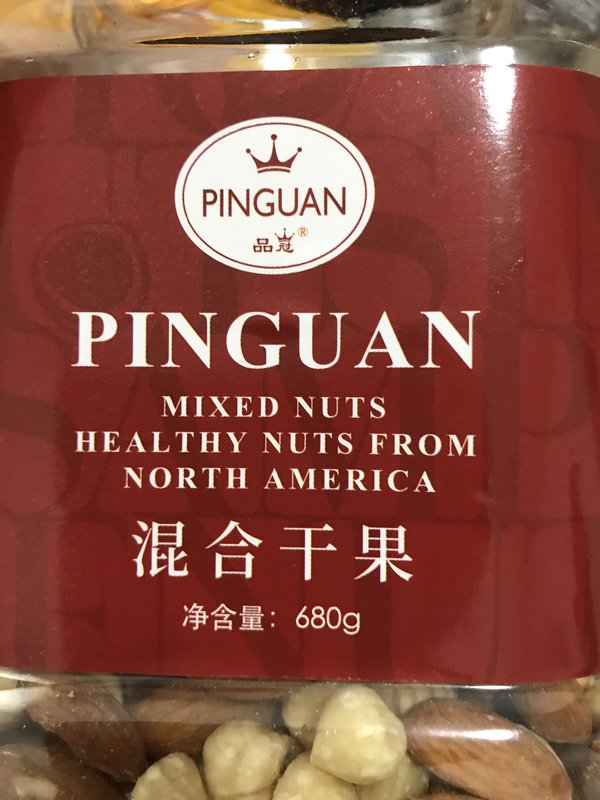 PINGUAN
品冠®
PINGUAN
MIXED NUTS
HEALTHY NUTS FROM
NORTH AMERICA
混合干果
净含量：680g